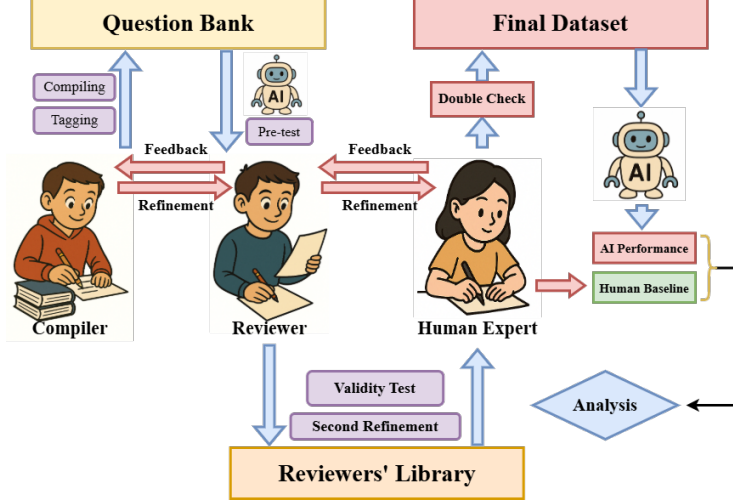 Question Bank
Final Dataset
Compiling
Tagging
AI
Pre-test
Double Check
AI
Feedback
Refinement
Feedback
Refinement
AI Performance
Human Baseline
Compiler
Reviewer
Human Expert
Validity Test
Second Refinement
Analysis
Reviewers' Library